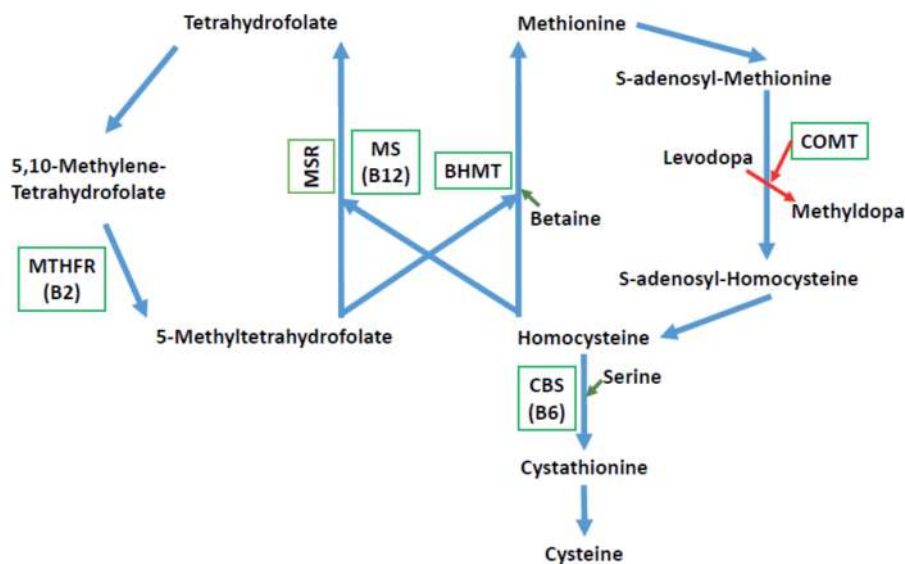 Tetrahydrofolate
Methionine
S-adenosyl-Methionine
5,10-Methylene-
Tetrahydrofolate
MSR
MS
(B12)
BHMT
Levodopa
COMT
Betaine
Methyldopa
MTHFR
(B2)
S-adenosyl-Homocysteine
5-Methyltetrahydrofolate
Homocysteine
CBS
(B6)
Serine
Cystathionine
Cysteine